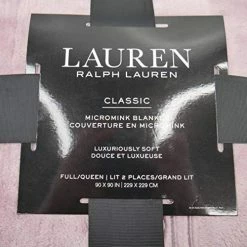 LAUREN
RALPH LAUREN
CLASSIC
MICROMINK BLANKET
COUVERTURE EN MICROMINK
LUXURIOUSLY SOFT
DOUCE ET LUXUEUSE
FULL/QUEEN | LIT 2 PLACES/GRAND LIT
90 X 90 IN | 229 X 229 CM